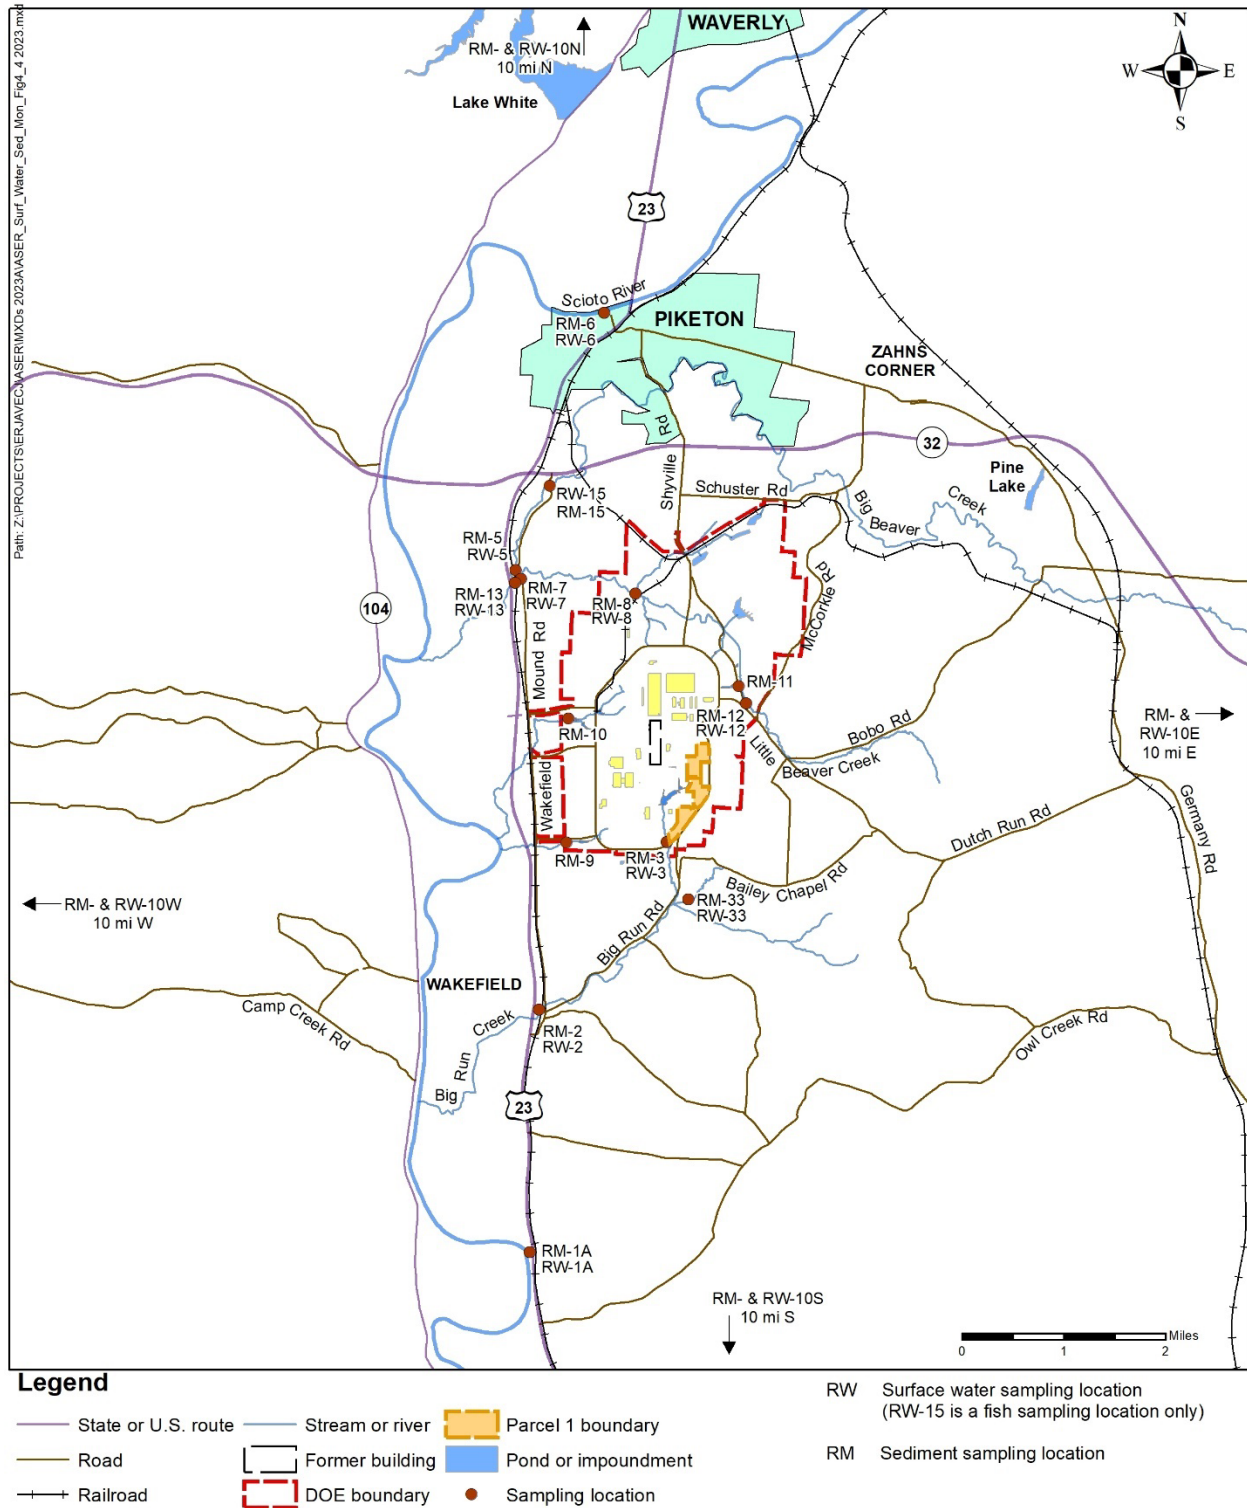 Path: Z:\PROJECTS\ERJAVECJ\ASER\MXDs 2023A\ASER_Surf_Water_Sed_Mon_Fig4_4 2023.mxd
WAVERLY
RM- & RW-10N
10 mi N
Lake White
N
W
E
S
23
Scioto River
RM-6
RW-6
PIKETON
ZAHNS
CORNER
Shyville Rd
32
Pine
Lake
RW-15
RM-15
Schuster Rd
Big Beaver Creek
RM-5
RW-5
RM-7
RW-7
RM-13
RW-13
104
RM-8
RW-8
McCorkle Rd
Wakefield Mound Rd
RM-11
RM-12
RW-12
RM-10
Bobo Rd
Little Beaver Creek
RM- &
RW-10E
10 mi E
Germany Rd
Dutch Run Rd
RM-9
RM-3
RW-3
Bailey Chapel Rd
RM-33
RW-33
RM- & RW-10W
10 mi W
Big Run Rd
WAKEFIELD
Camp Creek Rd
Big Run Creek
RM-2
RW-2
Owl Creek Rd
23
RM-1A
RW-1A
RM- & RW-10S
10 mi S
Miles
0 1 2
Legend
State or U.S. route
Road
Railroad
Stream or river
Former building
DOE boundary
Parcel 1 boundary
Pond or impoundment
Sampling location
RW Surface water sampling location
(RW-15 is a fish sampling location only)
RM Sediment sampling location